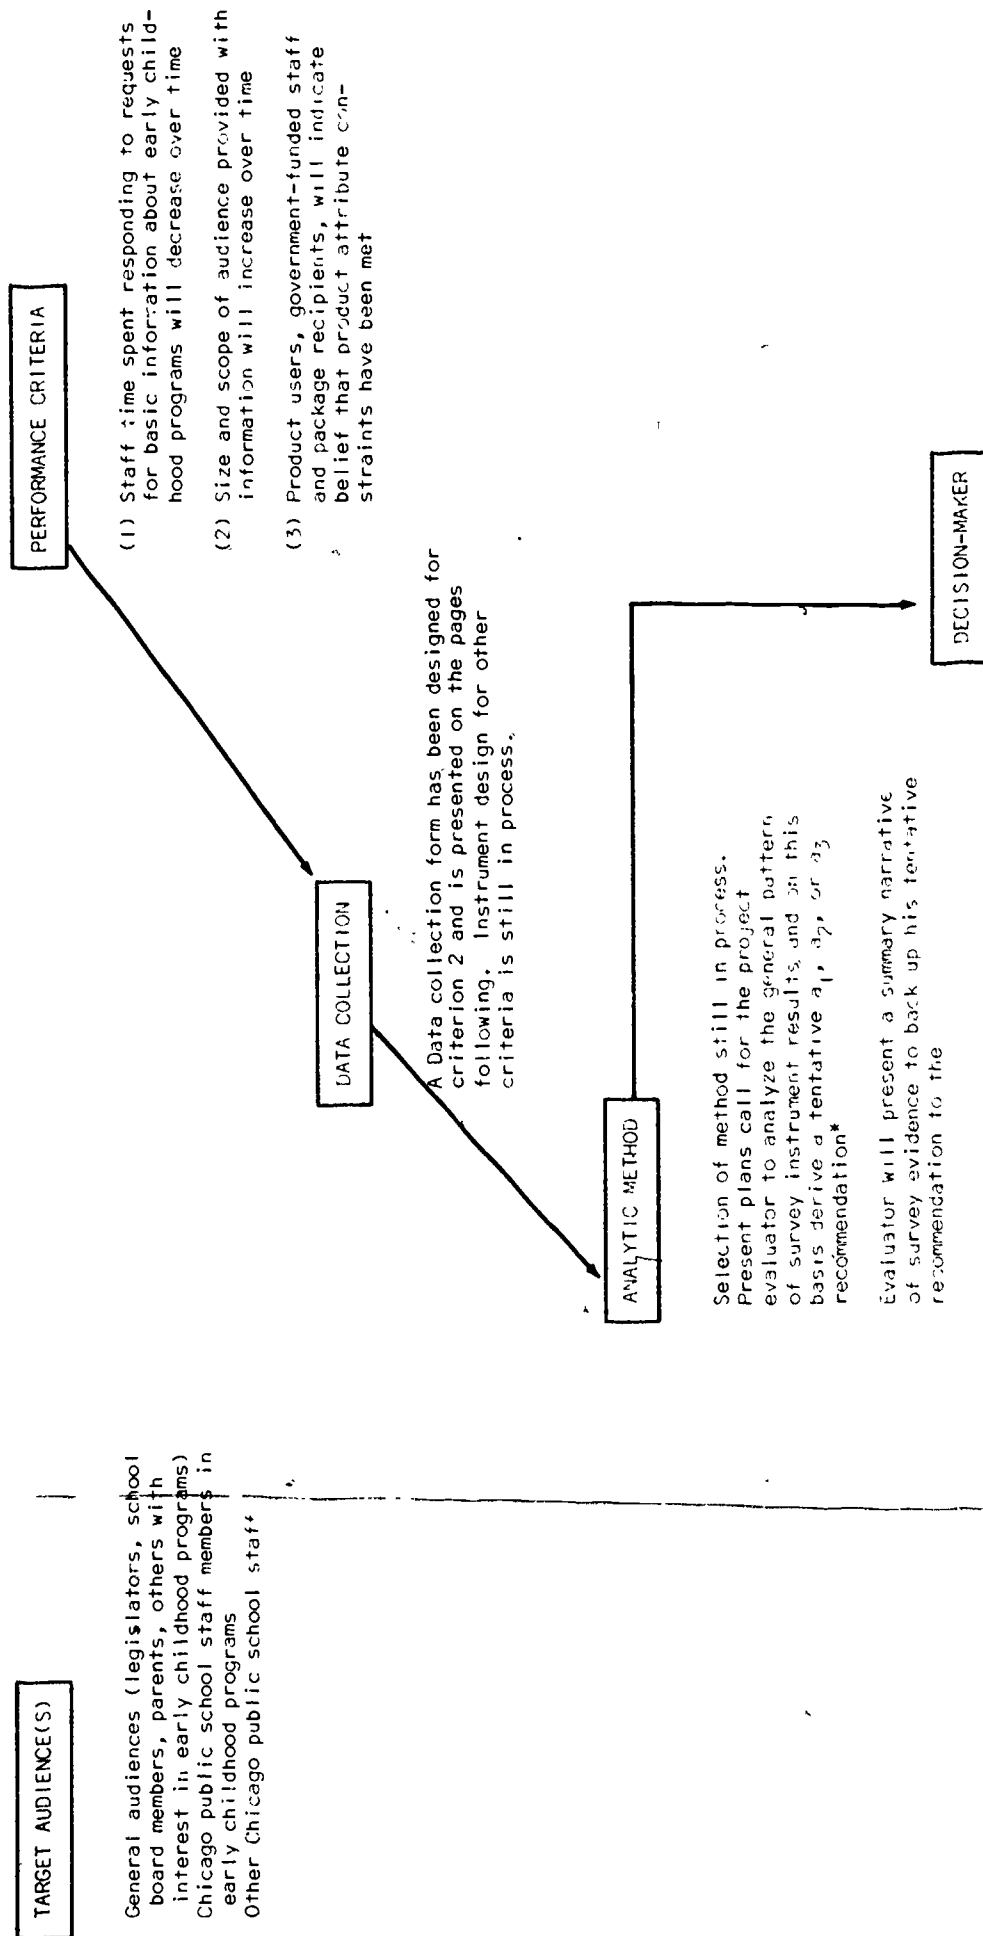 TARGET AUDIENCE(S)
General audiences (legislators, school
board members, parents, others with
interest in early childhood programs)
Chicago public school staff members in
early childhood programs
Other Chicago public school staff
PERFORMANCE CRITERIA
(1) Staff time spent responding to requests
for basic information about early child-
hood programs will decrease over time
(2) Size and scope of audience provided with
information will increase over time
(3) Product users, government-funded staff
and package recipients, will indicate
belief that product attribute con-
straints have been met
DATA COLLECTION
A Data collection form has been designed for
criterion 2 and is presented on the pages
following. Instrument design for other
criteria is still in process.
ANALYTIC METHOD
Selection of method still in process.
Present plans call for the project
evaluator to analyze the general pattern
of survey instrument results, and on this
basis derive a tentative a1, a2, or a3
recommendation*
Evaluator will present a summary narrative
of survey evidence to back up his tentative
recommendation to the
DECISION-MAKER